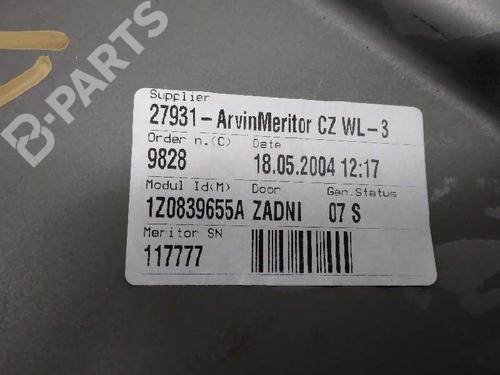 B-PARTS
Supplier
27931-ArvinMeritor CZ WL-3
Order n.(C) Date
9828 18.05.2004 12:17
Modul Id(M) Door Gen.Status
1Z0839655A ZADNI 07 S
Meritor SN
117777